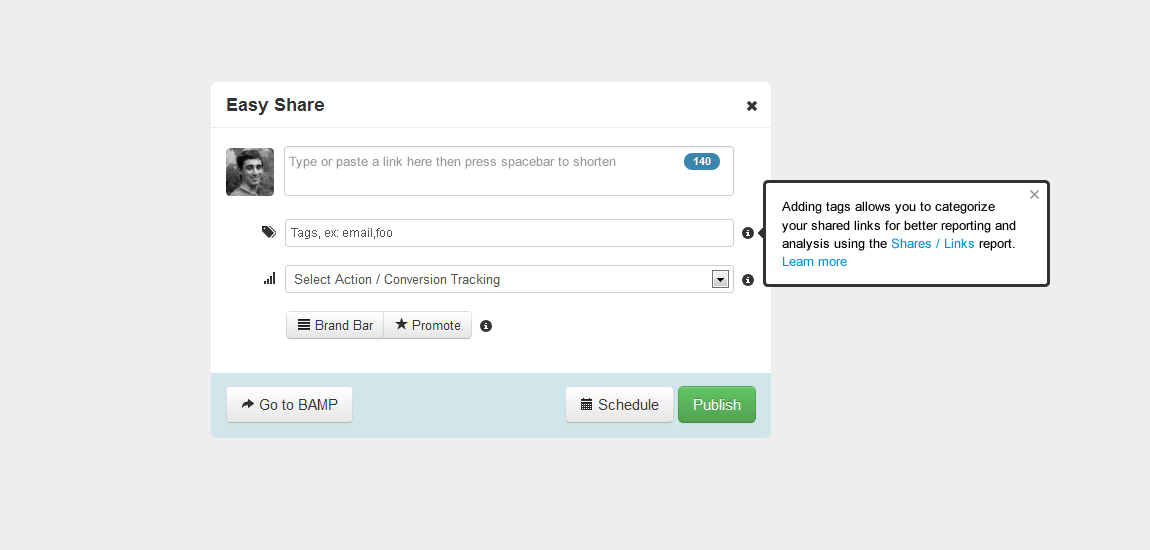 Easy Share
Type or paste a link here then press spacebar to shorten
140
Tags, ex: email,foo
Adding tags allows you to categorize
your shared links for better reporting and
analysis using the Shares / Links report.
Learn more
Select Action / Conversion Tracking
Brand Bar
Promote
Go to BAMP
Schedule
Publish